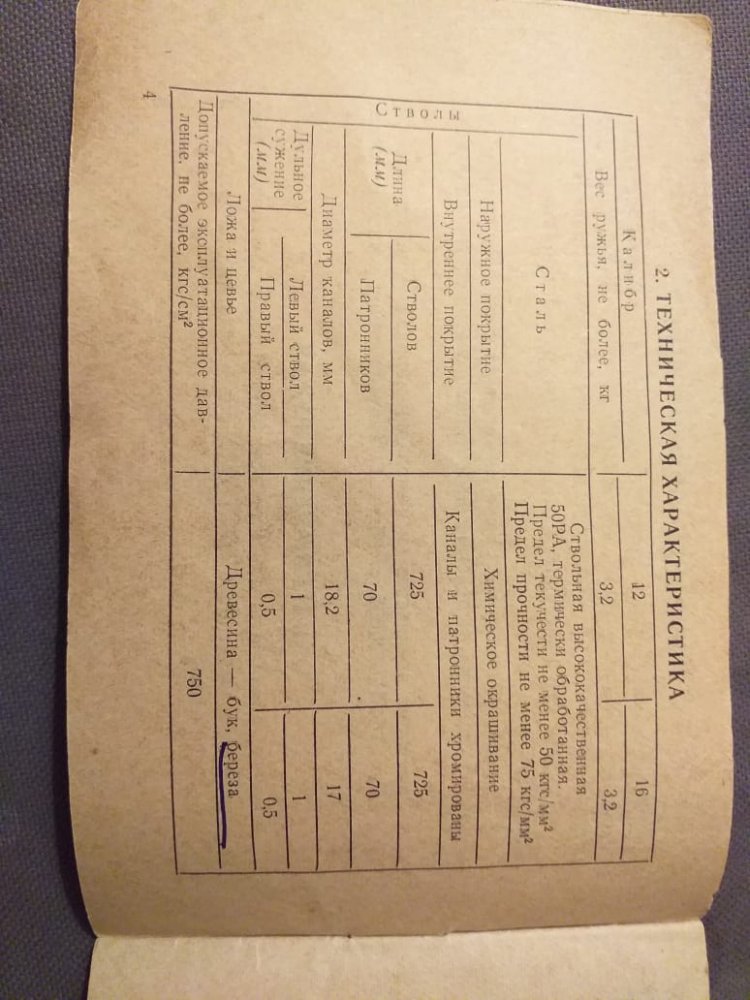 2. ТЕХНИЧЕСКАЯ ХАРАКТЕРИСТИКА
Калибр 12 16
Вес ружья, не более, кг 3,2 3,2
Стволы
Сталь
Ствольная высококачественная
50РА, термически обработанная.
Предел текучести не менее 50 кгс/мм²
Предел прочности не менее 75 кгс/мм²
Наружное покрытие Химическое окрашивание
Внутреннее покрытие Каналы и патронники хромированы
Длина (мм)
Стволов 725 725
Патронников 70 70
Диаметр каналов, мм 18,2 17
Дульное сужение (мм)
Левый ствол 1 1
Правый ствол 0,5 0,5
Ложа и цевье Древесина — бук, береза
Допускаемое эксплуатационное дав-
ление, не более, кгс/см² 750
4